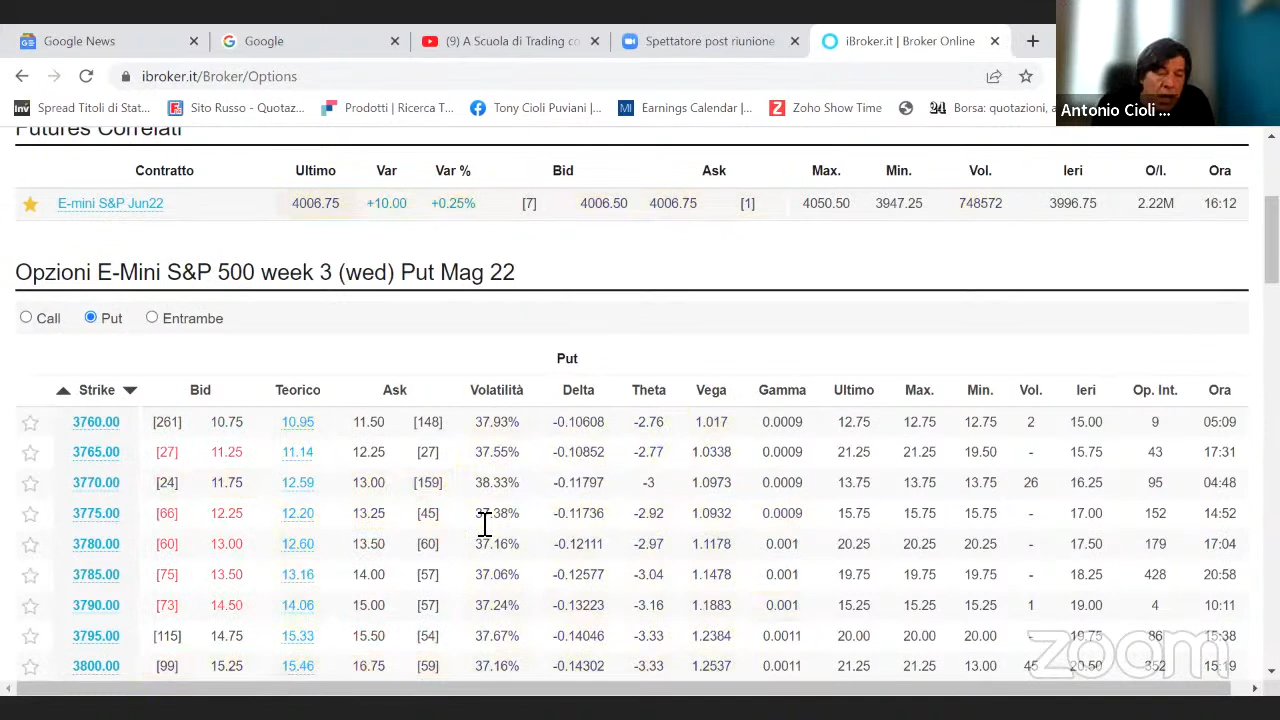 Google News
Google
(9) A Scuola di Trading co
Spettatore post riunione
iBroker.it | Broker Online
ibroker.it/Broker/Options
Spread Titoli di Stat...
Sito Russo - Quotaz...
Prodotti | Ricerca T...
Tony Cioli Puviani |...
MI Earnings Calendar |...
Zoho Show Time
Borsa: quotazioni, a
Antonio Cioli ...
Futures Correlati
Contratto Ultimo Var Var % Bid Ask Max. Min. Vol. Ieri O/I. Ora
E-mini S&P Jun22 4006.75 +10.00 +0.25% [7] 4006.50 4006.75 [1] 4050.50 3947.25 748572 3996.75 2.22M 16:12
Opzioni E-Mini S&P 500 week 3 (wed) Put Mag 22
Call Put Entrambe
Put
Strike Bid Teorico Ask Volatilità Delta Theta Vega Gamma Ultimo Max. Min. Vol. Ieri Op. Int. Ora
3760.00 [261] 10.75 10.95 11.50 [148] 37.93% -0.10608 -2.76 1.017 0.0009 12.75 12.75 12.75 2 15.00 9 05:09
3765.00 [27] 11.25 11.14 12.25 [27] 37.55% -0.10852 -2.77 1.0338 0.0009 21.25 21.25 19.50 - 15.75 43 17:31
3770.00 [24] 11.75 12.59 13.00 [159] 38.33% -0.11797 -3 1.0973 0.0009 13.75 13.75 13.75 26 16.25 95 04:48
3775.00 [66] 12.25 12.20 13.25 [45] 37.38% -0.11736 -2.92 1.0932 0.0009 15.75 15.75 15.75 - 17.00 152 14:52
3780.00 [60] 13.00 12.60 13.50 [60] 37.16% -0.12111 -2.97 1.1178 0.001 20.25 20.25 20.25 - 17.50 179 17:04
3785.00 [75] 13.50 13.16 14.00 [57] 37.06% -0.12577 -3.04 1.1478 0.001 19.75 19.75 19.75 - 18.25 428 20:58
3790.00 [73] 14.50 14.06 15.00 [57] 37.24% -0.13223 -3.16 1.1883 0.001 15.25 15.25 15.25 1 19.00 4 10:11
3795.00 [115] 14.75 15.33 15.50 [54] 37.67% -0.14046 -3.33 1.2384 0.0011 20.00 20.00 20.00 - 19.75 86 15:38
3800.00 [99] 15.25 15.46 16.75 [59] 37.16% -0.14302 -3.33 1.2537 0.0011 21.25 21.25 13.00 45 20.50 352 15:19
zoom